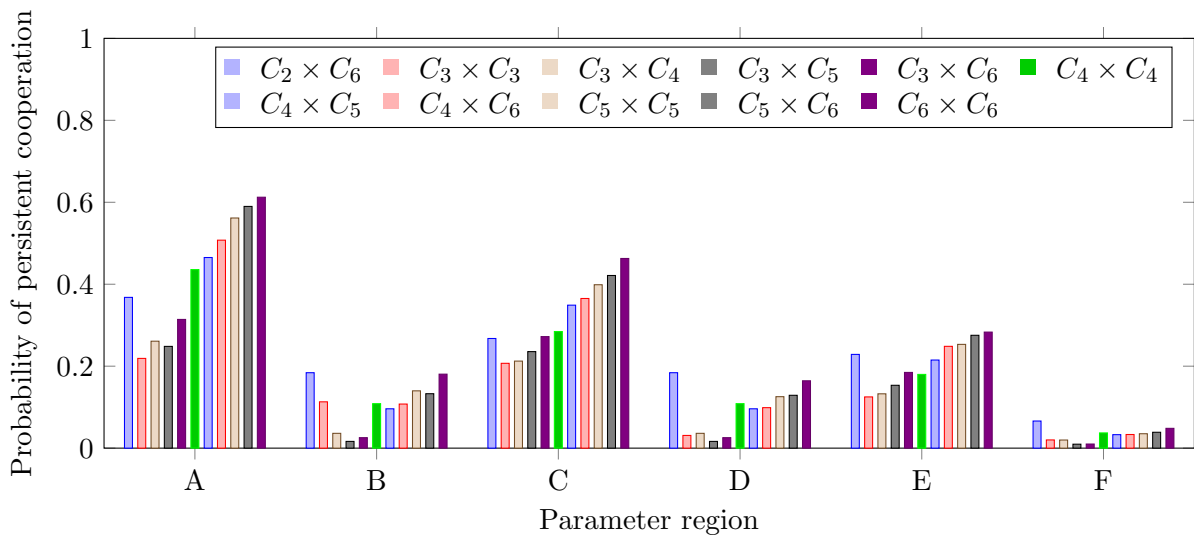 Probability of persistent cooperation
1
0.8
0.6
0.4
0.2
0
C₂ × C₆ C₃ × C₃ C₃ × C₄ C₃ × C₅ C₃ × C₆ C₄ × C₄
C₄ × C₅ C₄ × C₆ C₅ × C₅ C₅ × C₆ C₆ × C₆
A B C D E F
Parameter region